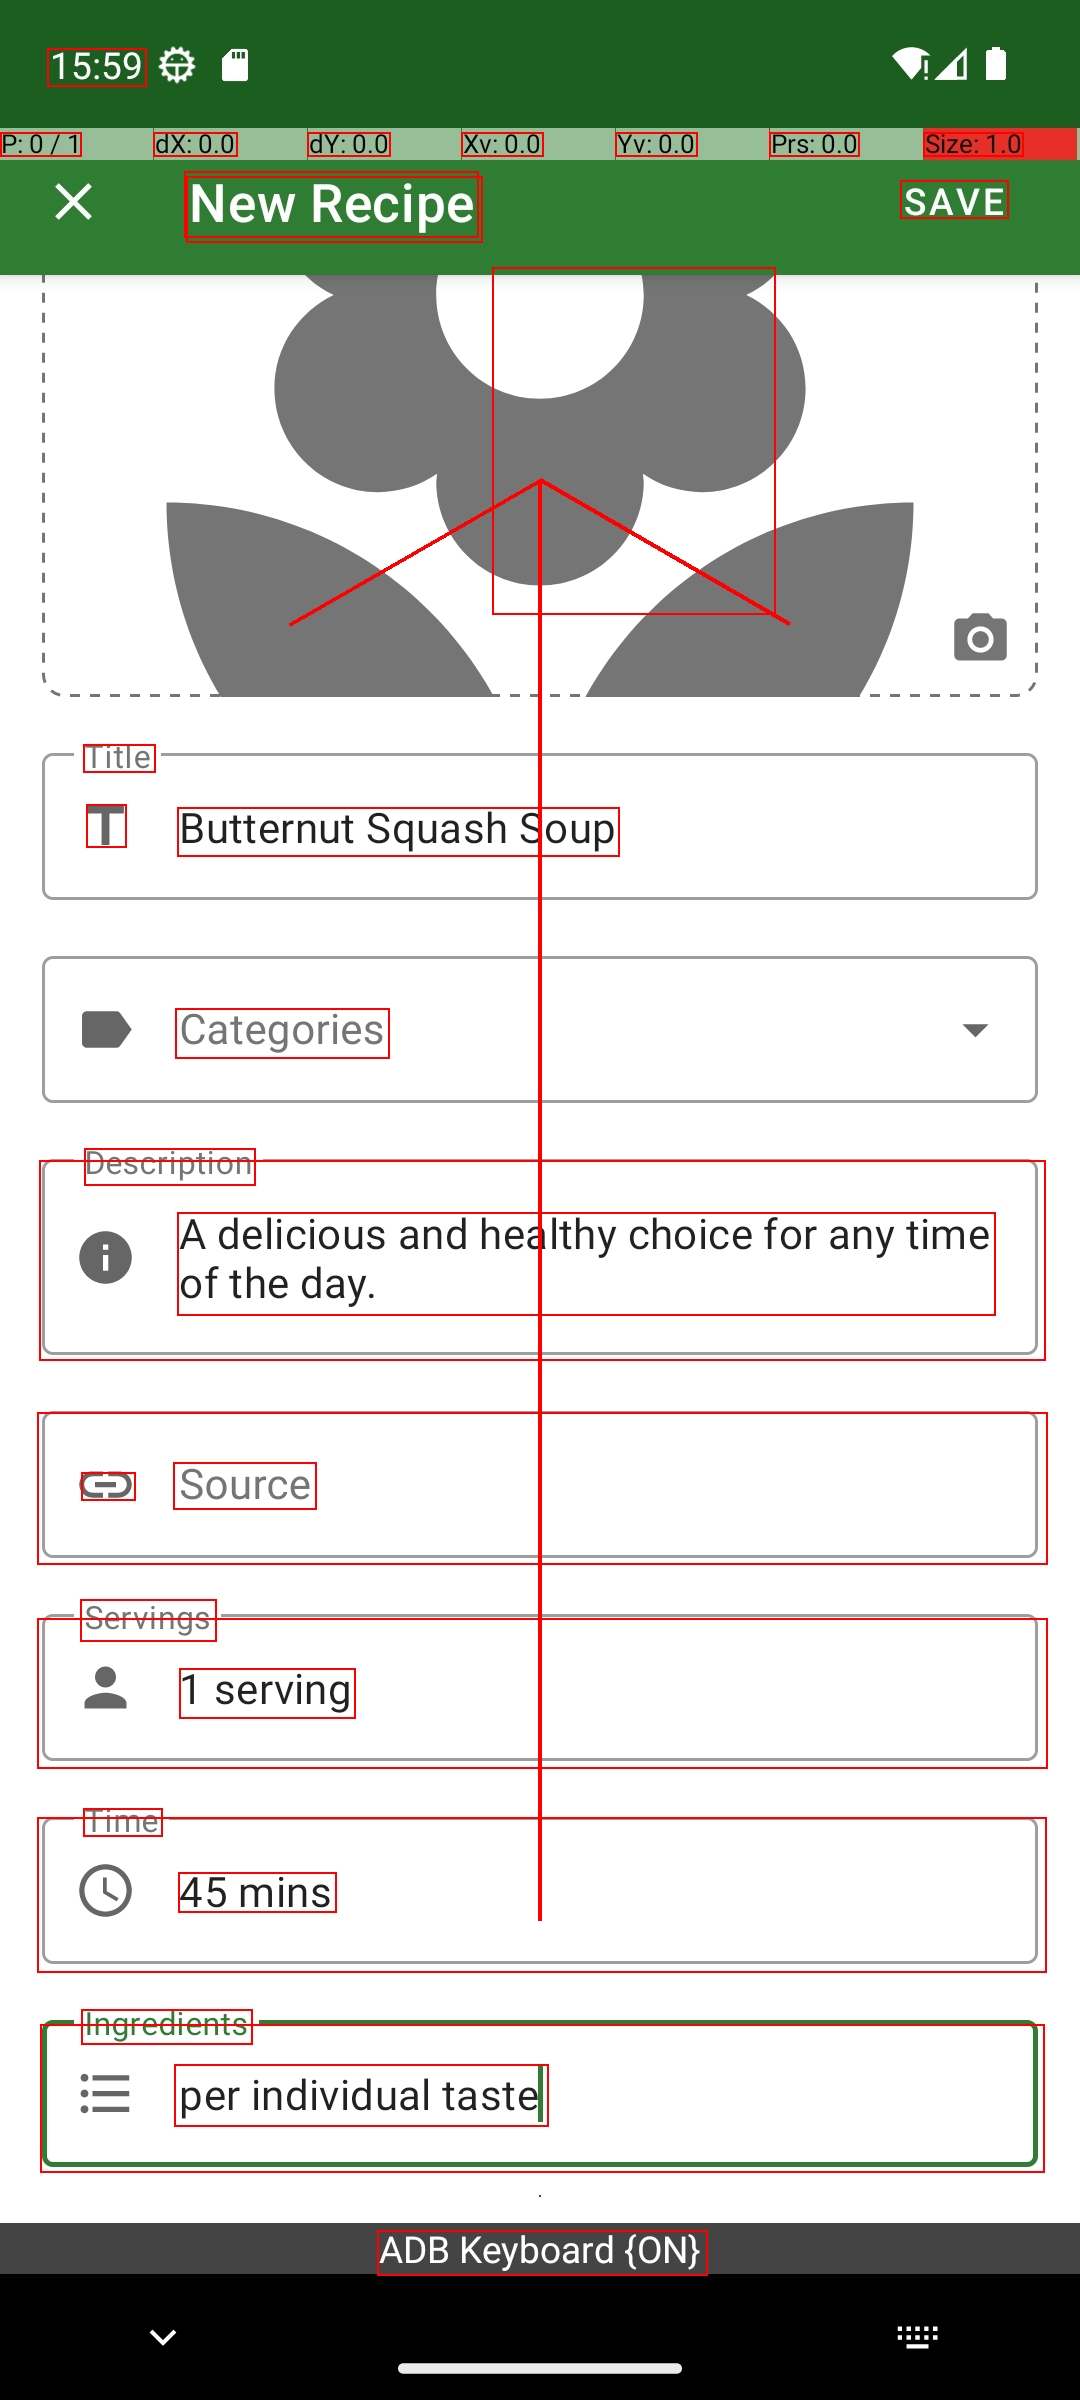 15:59
P: 0 / 1 dX: 0.0 dY: 0.0 Xv: 0.0 Yv: 0.0 Prs: 0.0 Size: 1.0
New Recipe SAVE
Title
Butternut Squash Soup
Categories
Description
A delicious and healthy choice for any time
of the day.
Source
Servings
1 serving
Time
45 mins
Ingredients
per individual taste
ADB Keyboard {ON}